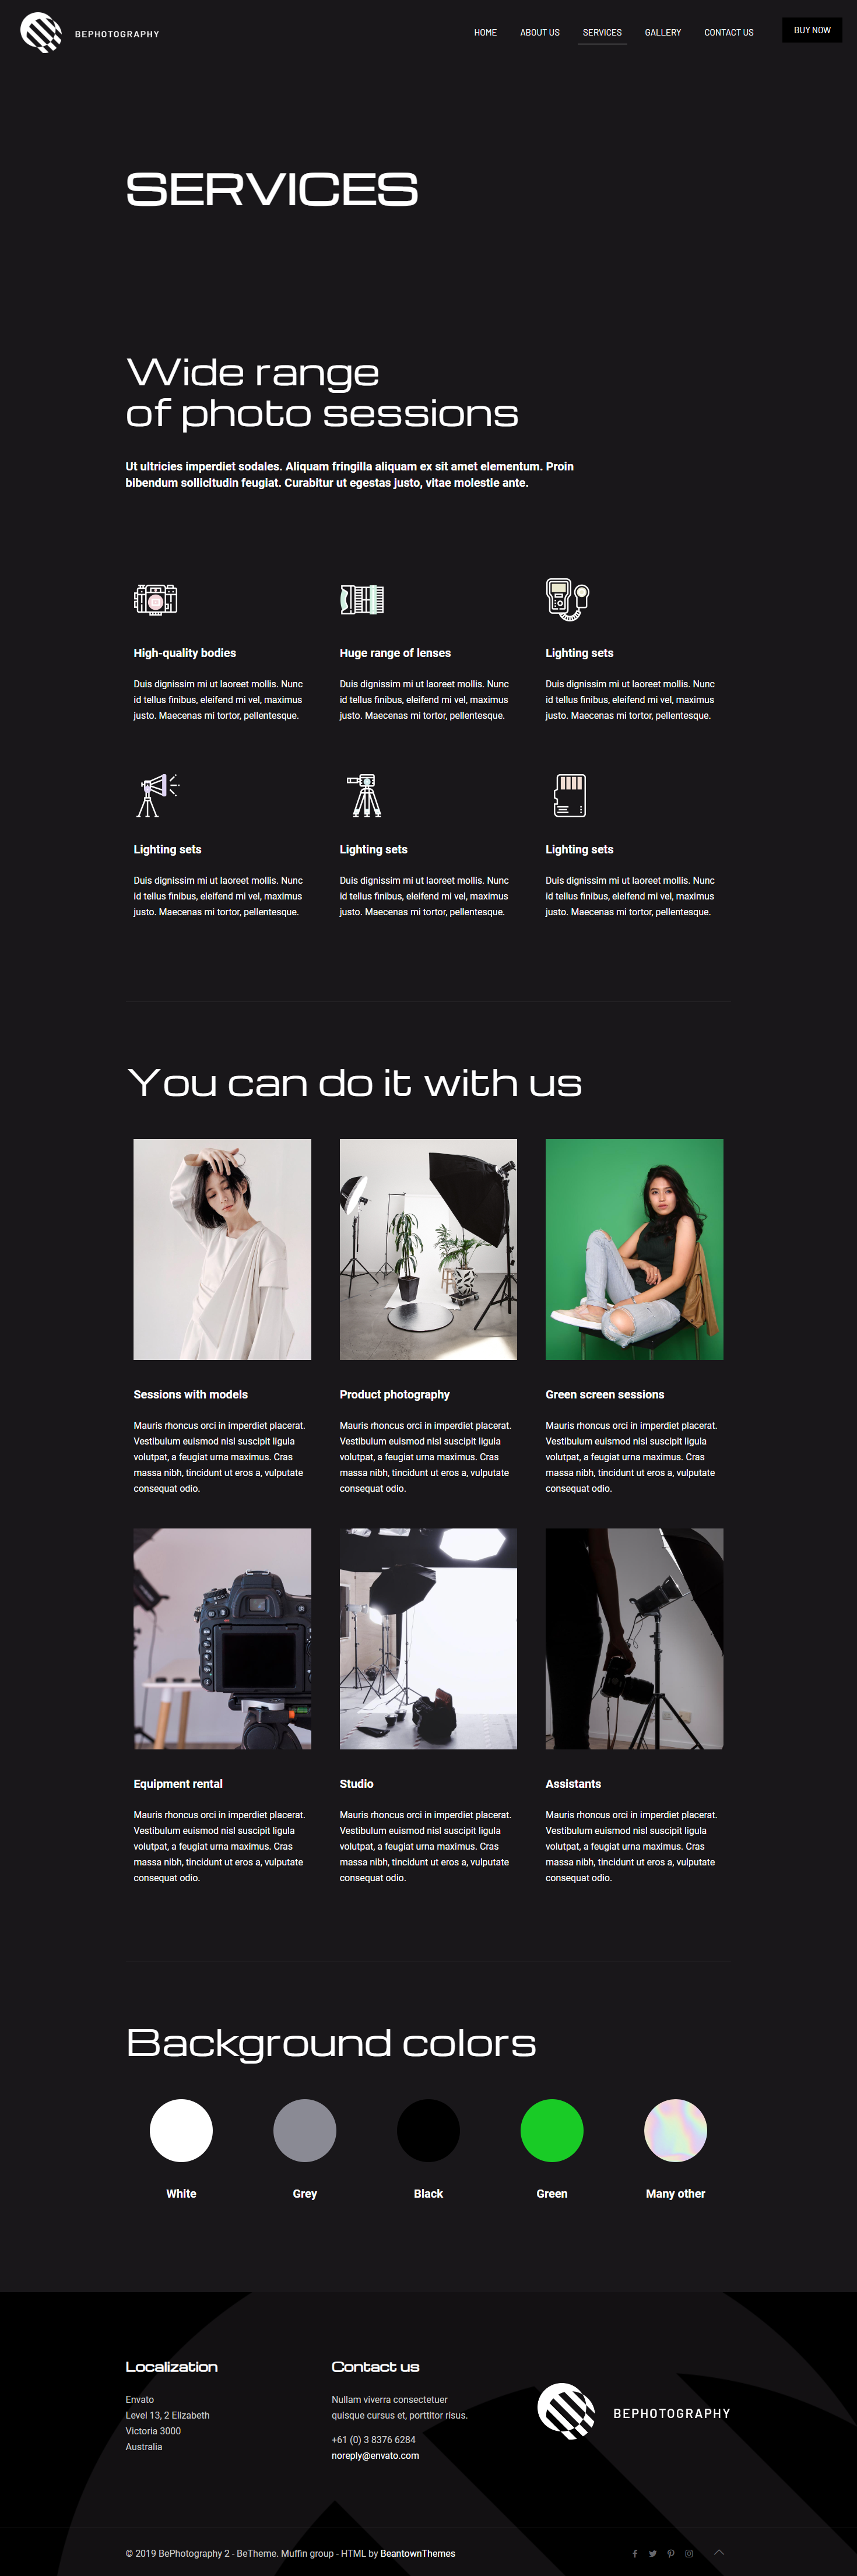 BEPHOTOGRAPHY
HOME ABOUT US SERVICES GALLERY CONTACT US BUY NOW
SERVICES
Wide range
of photo sessions
Ut ultricies imperdiet sodales. Aliquam fringilla aliquam ex sit amet elementum. Proin
bibendum sollicitudin feugiat. Curabitur ut egestas justo, vitae molestie ante.
High-quality bodies
Duis dignissim mi ut laoreet mollis. Nunc
id tellus finibus, eleifend mi vel, maximus
justo. Maecenas mi tortor, pellentesque.
Huge range of lenses
Duis dignissim mi ut laoreet mollis. Nunc
id tellus finibus, eleifend mi vel, maximus
justo. Maecenas mi tortor, pellentesque.
Lighting sets
Duis dignissim mi ut laoreet mollis. Nunc
id tellus finibus, eleifend mi vel, maximus
justo. Maecenas mi tortor, pellentesque.
Lighting sets
Duis dignissim mi ut laoreet mollis. Nunc
id tellus finibus, eleifend mi vel, maximus
justo. Maecenas mi tortor, pellentesque.
Lighting sets
Duis dignissim mi ut laoreet mollis. Nunc
id tellus finibus, eleifend mi vel, maximus
justo. Maecenas mi tortor, pellentesque.
Lighting sets
Duis dignissim mi ut laoreet mollis. Nunc
id tellus finibus, eleifend mi vel, maximus
justo. Maecenas mi tortor, pellentesque.
You can do it with us
Sessions with models
Mauris rhoncus orci in imperdiet placerat.
Vestibulum euismod nisl suscipit ligula
volutpat, a feugiat urna maximus. Cras
massa nibh, tincidunt ut eros a, vulputate
consequat odio.
Product photography
Mauris rhoncus orci in imperdiet placerat.
Vestibulum euismod nisl suscipit ligula
volutpat, a feugiat urna maximus. Cras
massa nibh, tincidunt ut eros a, vulputate
consequat odio.
Green screen sessions
Mauris rhoncus orci in imperdiet placerat.
Vestibulum euismod nisl suscipit ligula
volutpat, a feugiat urna maximus. Cras
massa nibh, tincidunt ut eros a, vulputate
consequat odio.
Equipment rental
Mauris rhoncus orci in imperdiet placerat.
Vestibulum euismod nisl suscipit ligula
volutpat, a feugiat urna maximus. Cras
massa nibh, tincidunt ut eros a, vulputate
consequat odio.
Studio
Mauris rhoncus orci in imperdiet placerat.
Vestibulum euismod nisl suscipit ligula
volutpat, a feugiat urna maximus. Cras
massa nibh, tincidunt ut eros a, vulputate
consequat odio.
Assistants
Mauris rhoncus orci in imperdiet placerat.
Vestibulum euismod nisl suscipit ligula
volutpat, a feugiat urna maximus. Cras
massa nibh, tincidunt ut eros a, vulputate
consequat odio.
Background colors
White Grey Black Green Many other
Localization
Envato
Level 13, 2 Elizabeth
Victoria 3000
Australia
Contact us
Nullam viverra consectetuer
quisque cursus et, porttitor risus.
+61 (0) 3 8376 6284
noreply@envato.com
BEPHOTOGRAPHY
© 2019 BePhotography 2 - BeTheme. Muffin group - HTML by BeantownThemes